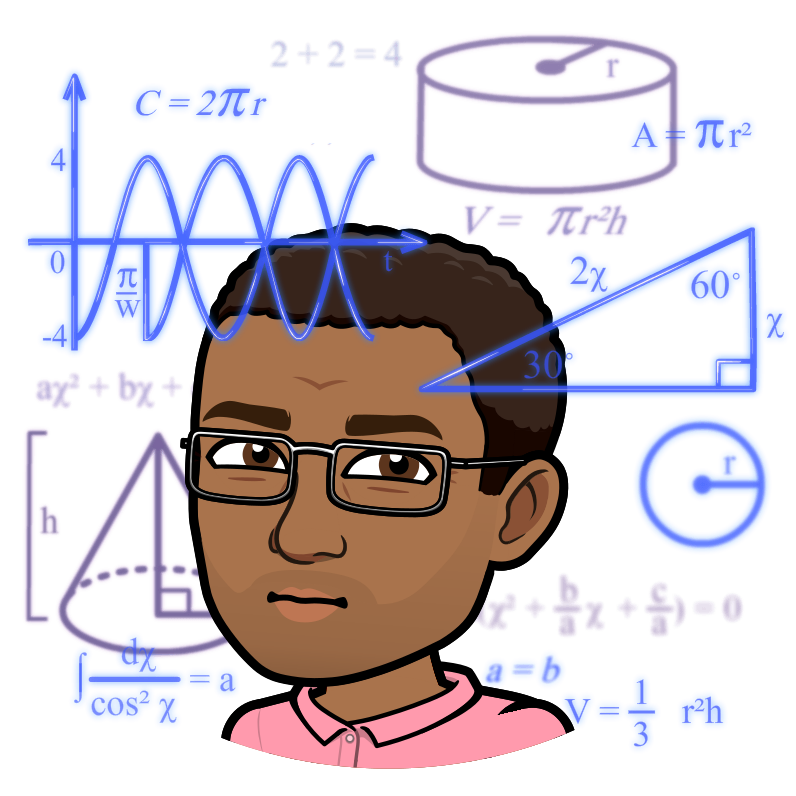 2 + 2 = 4
r
C = 2πr
A = πr²
4
V = πr²h
0
t
2χ
60°
π
w
χ
-4
30°
aχ² + bχ +
r
h
(χ² + b/a χ + c/a) = 0
a = b
∫ dχ/cos² χ = a
V = 1/3 r²h